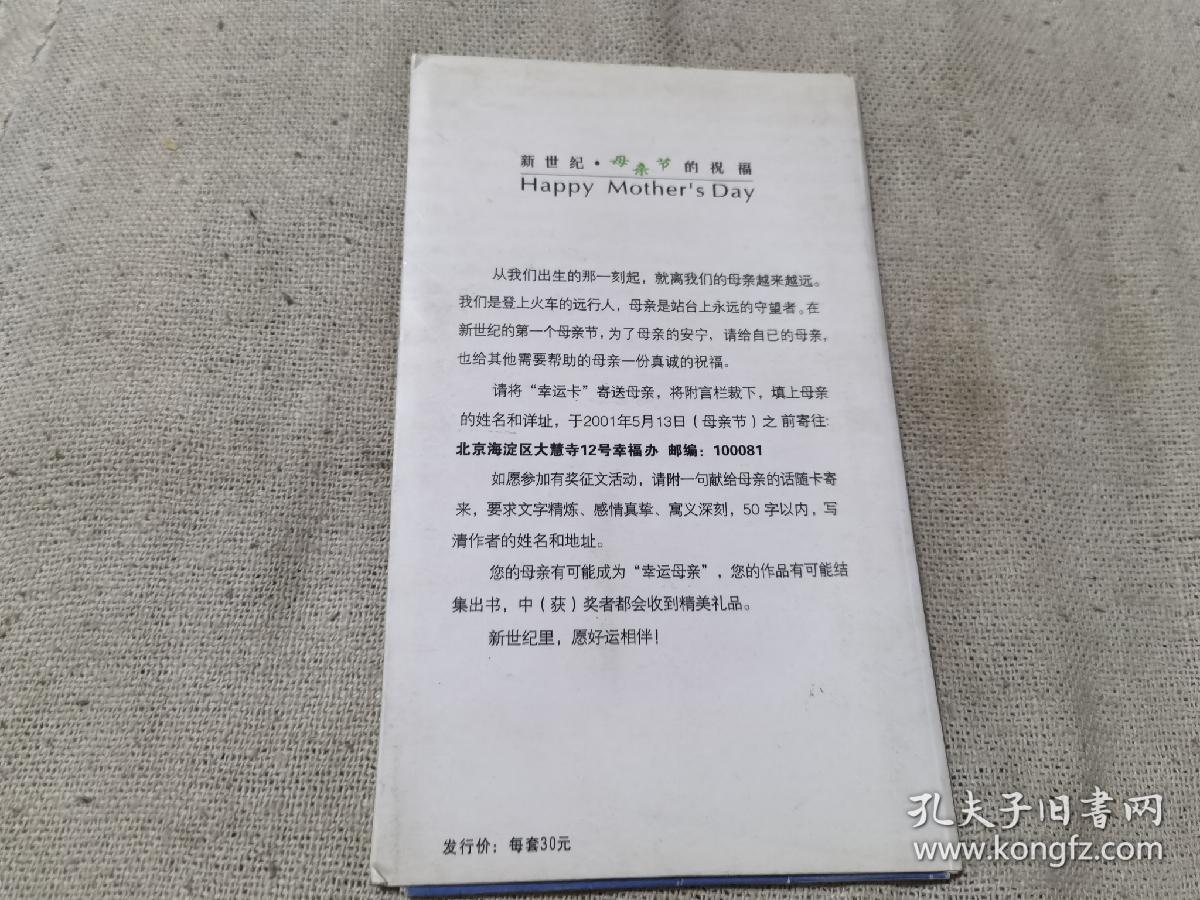 新世纪·母亲节的祝福
Happy Mother's Day
从我们出生的那一刻起，就离我们的母亲越来越远。
我们是登上火车的远行人，母亲是站台上永远的守望者。在
新世纪的第一个母亲节，为了母亲的安宁，请给自已的母亲，
也给其他需要帮助的母亲一份真诚的祝福。
请将“幸运卡”寄送母亲，将附言栏裁下，填上母亲
的姓名和详址，于2001年5月13日（母亲节）之前寄往：
北京海淀区大慧寺12号幸福办 邮编：100081
如愿参加有奖征文活动，请附一句献给母亲的话随卡寄
来，要求文字精炼、感情真挚、寓义深刻，50字以内，写
清作者的姓名和地址。
您的母亲有可能成为“幸运母亲”，您的作品有可能结
集出书，中（获）奖者都会收到精美礼品。
新世纪里，愿好运相伴！
发行价：每套30元
孔夫子旧书网
www.kongfz.com